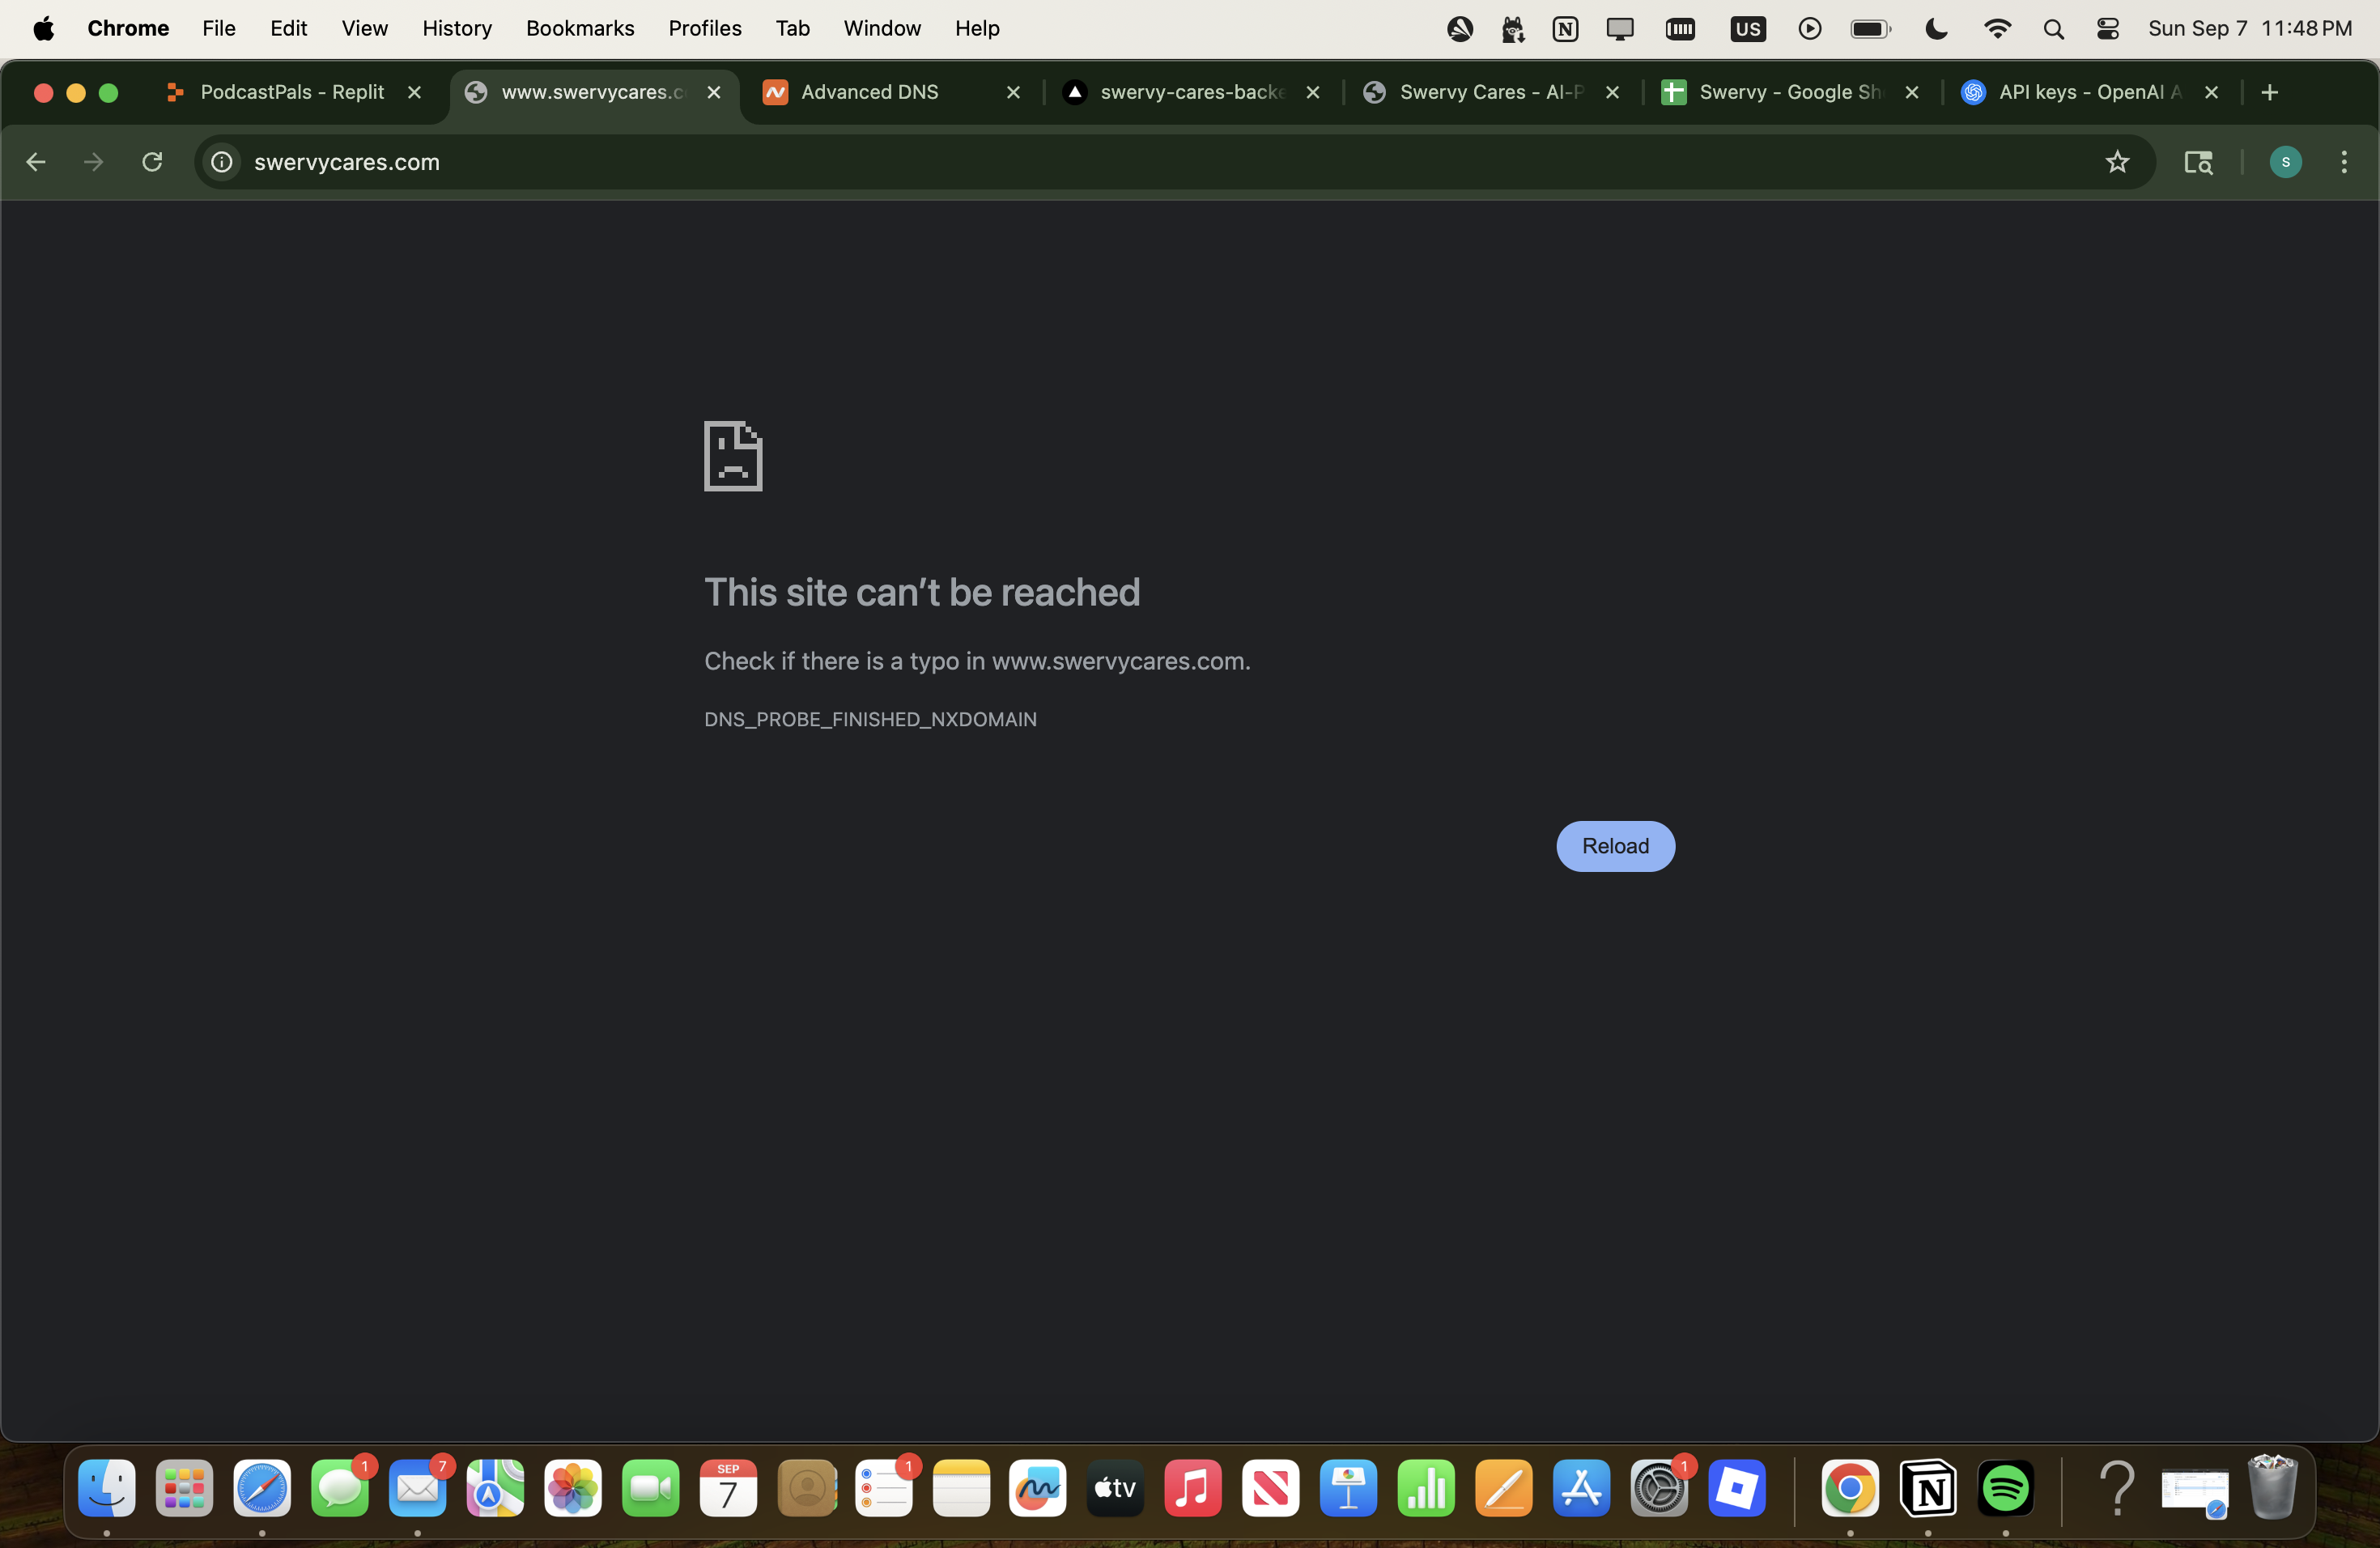 Chrome File Edit View History Bookmarks Profiles Tab Window Help US Sun Sep 7 11:48 PM
PodcastPals - Replit www.swervycares.c Advanced DNS swervy-cares-backe Swervy Cares - AI-P Swervy - Google Sh API keys - OpenAI A
swervycares.com s
This site can’t be reached
Check if there is a typo in www.swervycares.com.
DNS_PROBE_FINISHED_NXDOMAIN
Reload
1 7 SEP 1 1
7 tv